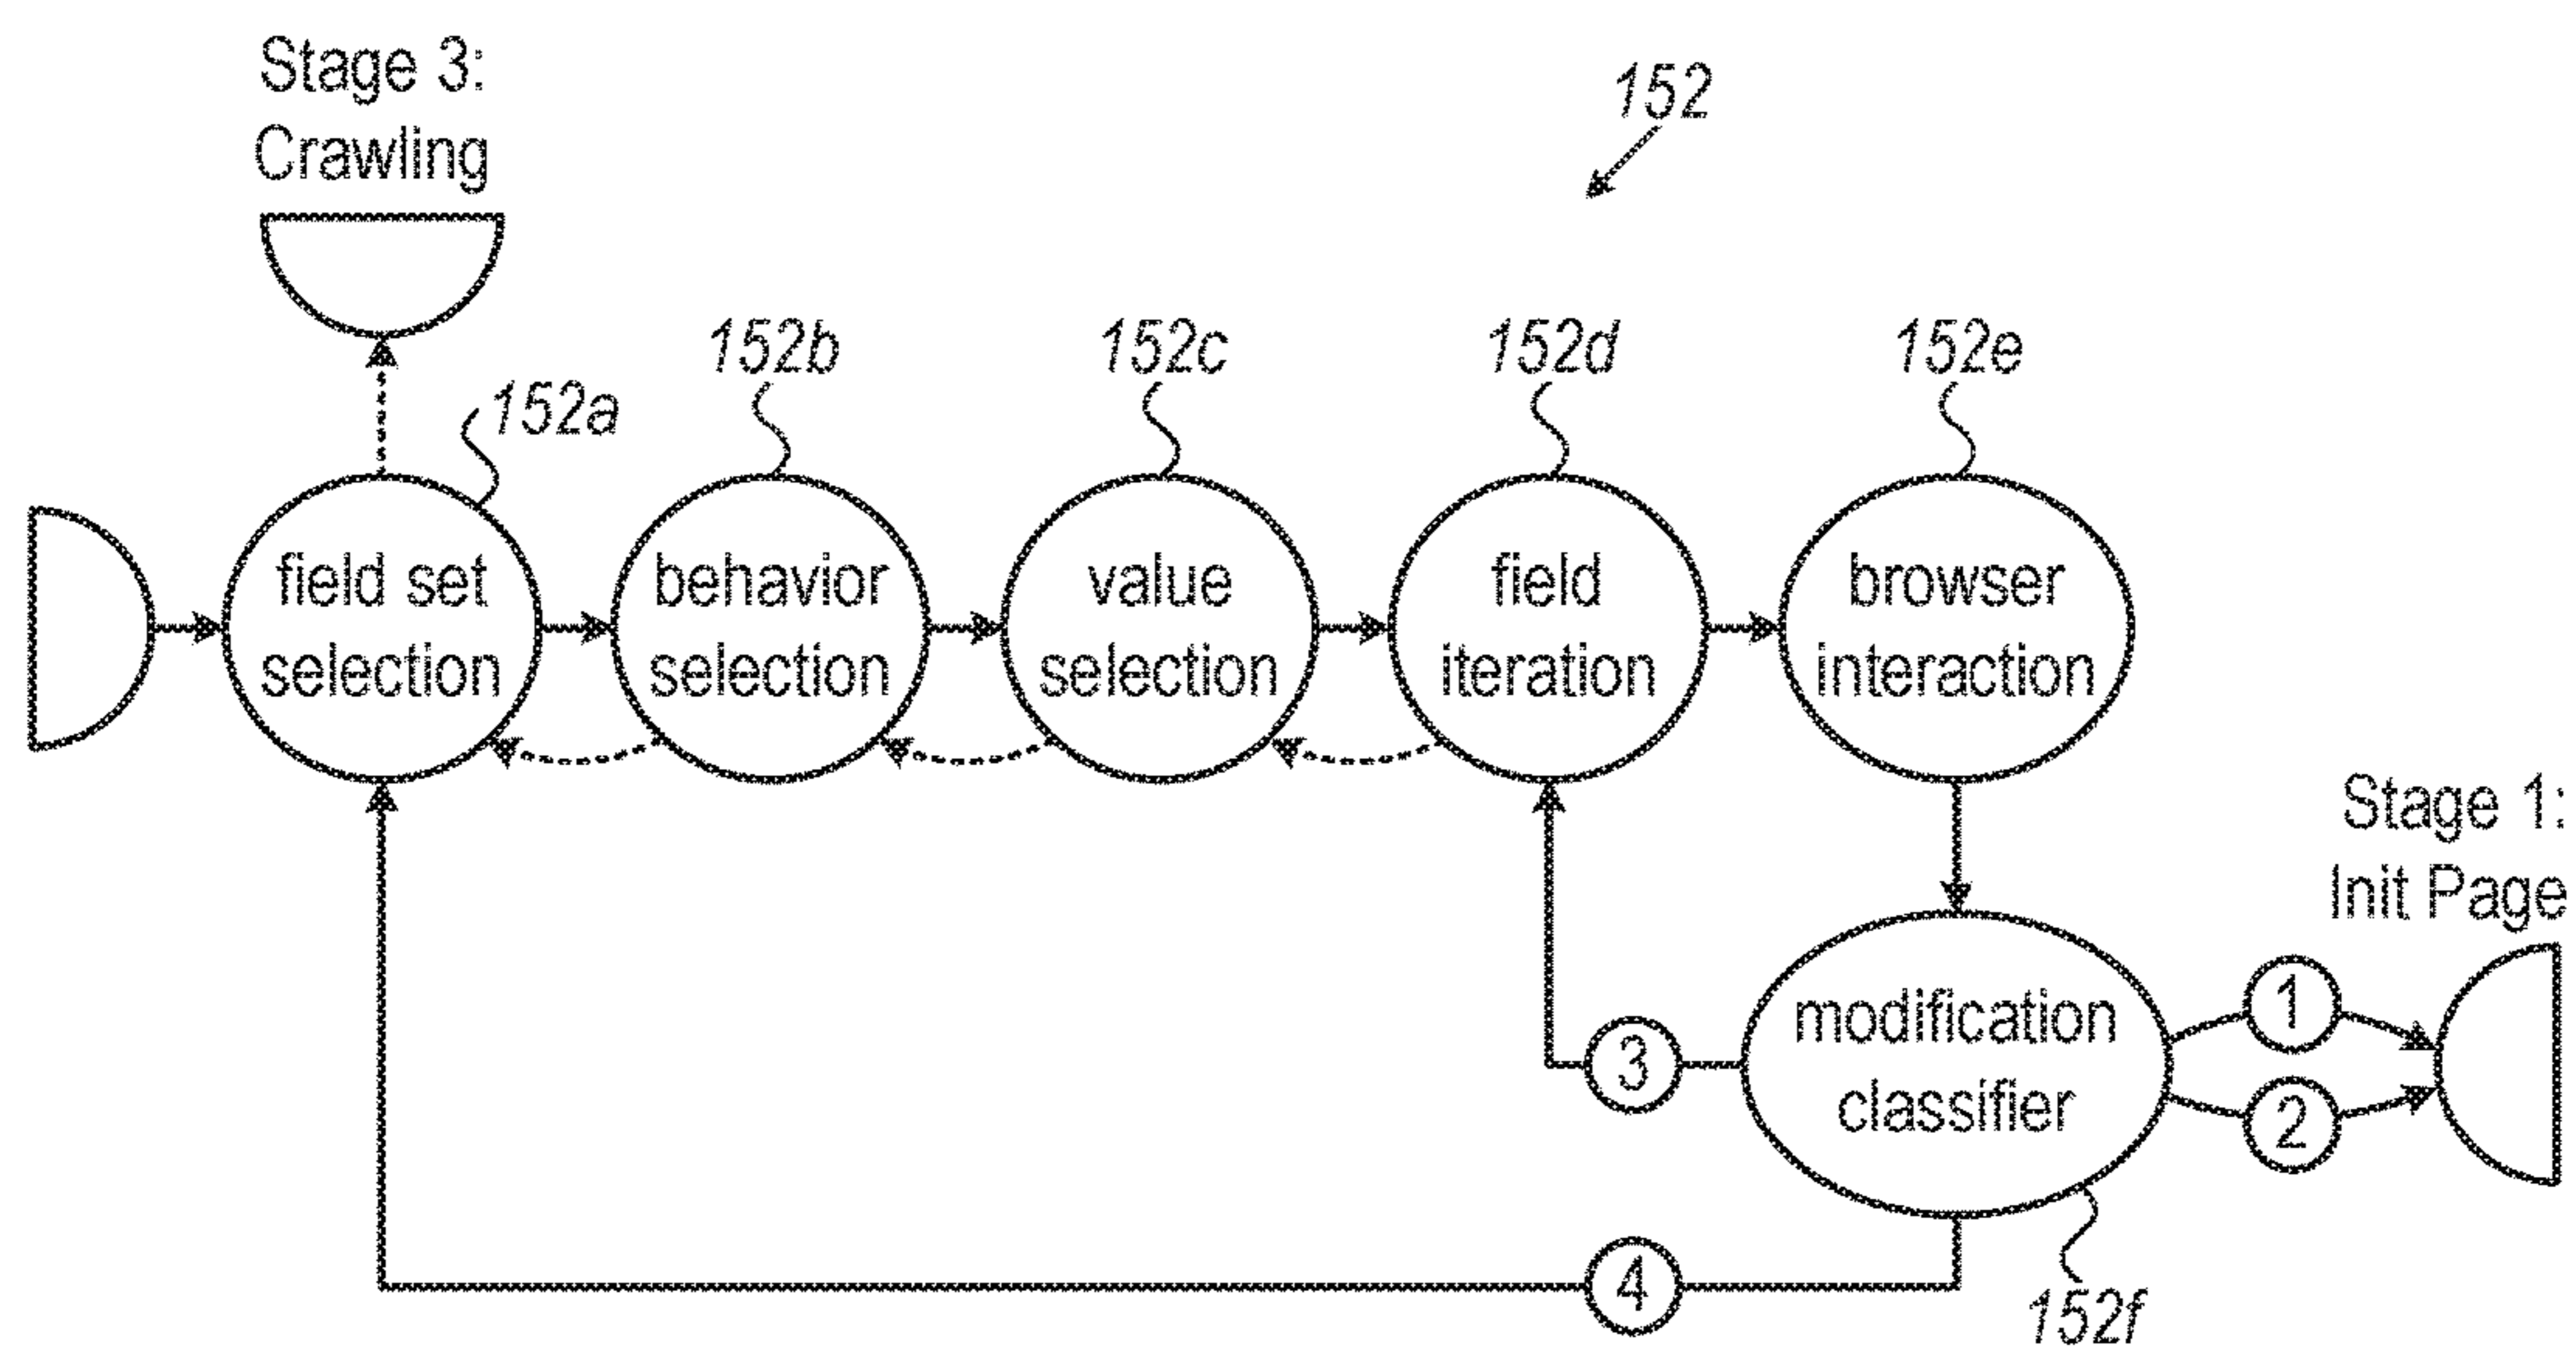 Stage 3:
Crawling
152
152a
152b
152c
152d
152e
field set
selection
behavior
selection
value
selection
field
iteration
browser
interaction
Stage 1:
Init Page
modification
classifier
1
2
3
4
152f